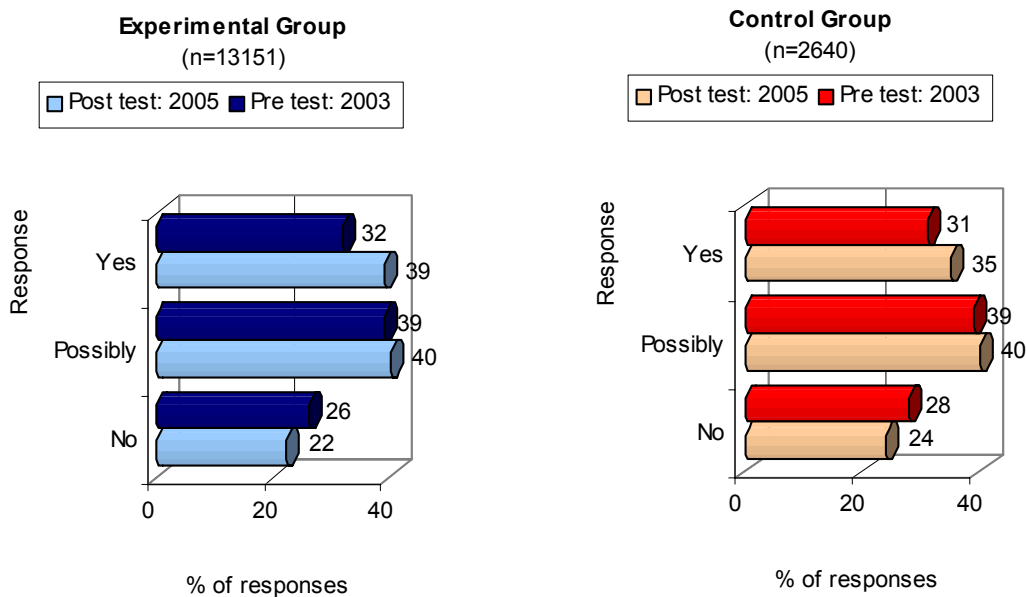 Experimental Group
(n=13151)
Post test: 2005 Pre test: 2003
Response
Yes
Possibly
No
32
39
39
40
26
22
0 20 40
% of responses
Control Group
(n=2640)
Post test: 2005 Pre test: 2003
Response
Yes
Possibly
No
31
35
39
40
28
24
0 20 40
% of responses